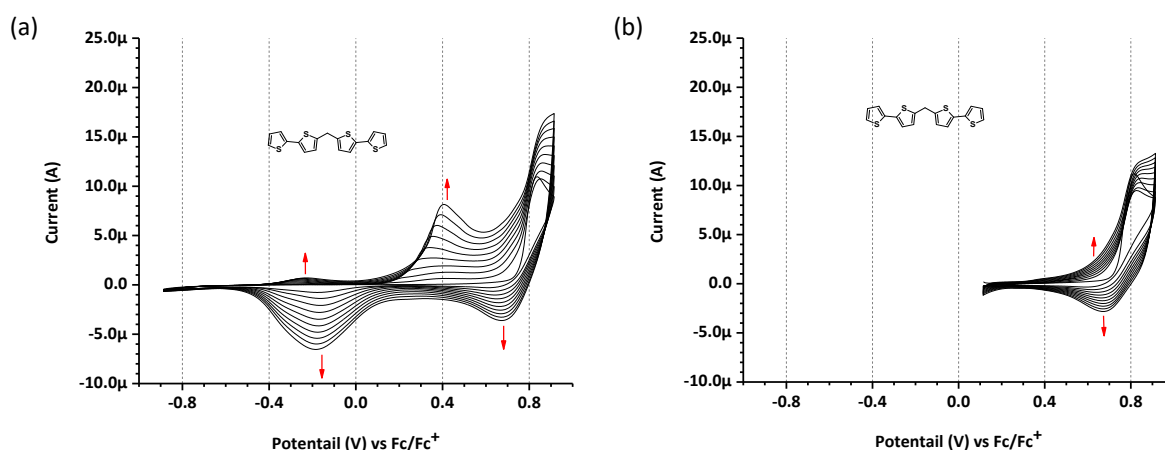 (a)
25.0µ
20.0µ
15.0µ
10.0µ
5.0µ
0.0
-5.0µ
-10.0µ
Current (A)
-0.8 -0.4 0.0 0.4 0.8
Potentail (V) vs Fc/Fc⁺
S S S S
(b)
25.0µ
20.0µ
15.0µ
10.0µ
5.0µ
0.0
-5.0µ
-10.0µ
Current (A)
-0.8 -0.4 0.0 0.4 0.8
Potentail (V) vs Fc/Fc⁺
S S S S